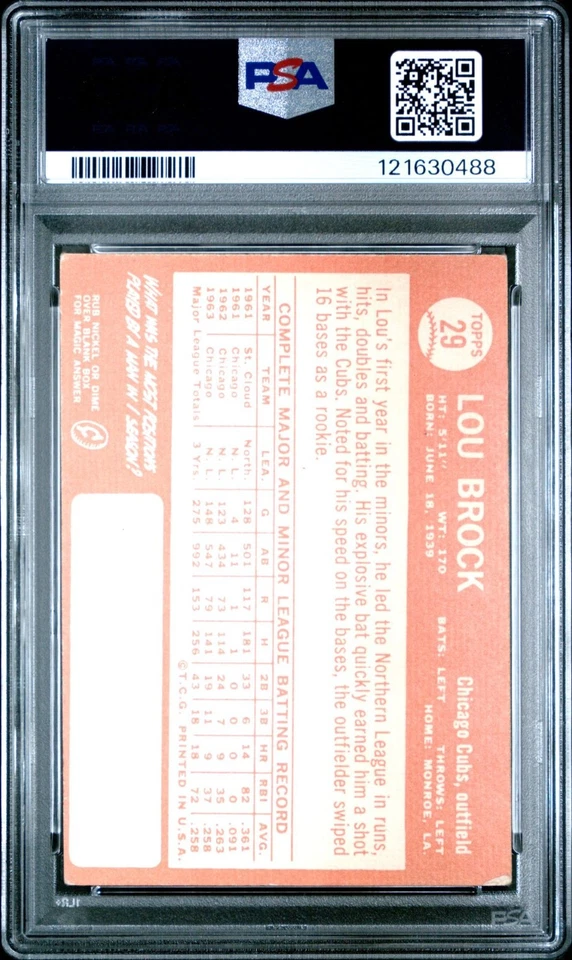 PSA
121630488
TOPPS
29
LOU BROCK
Chicago Cubs, outfield
HT: 5'11" WT: 170 BATS: LEFT THROWS: LEFT
BORN: JUNE 18, 1939 HOME: MONROE, LA.
In Lou's first year in the minors, he led the Northern League in runs,
hits, doubles and batting. His explosive bat quickly earned him a shot
with the Cubs. Noted for his speed on the bases, the outfielder swiped
16 bases as a rookie.
COMPLETE MAJOR AND MINOR LEAGUE BATTING RECORD
YEAR TEAM LEA. G AB R H 2B 3B HR RBI AVG.
1961 St. Cloud North. 128 501 117 181 33 6 14 82 .361
1961 Chicago N. L. 4 11 1 1 0 0 0 0 .091
1962 Chicago N. L. 123 434 73 114 24 7 9 35 .263
1963 Chicago N. L. 148 547 79 141 19 11 9 37 .258
Major League Totals 3 Yrs. 275 992 153 256 43 18 18 72 .258
© T.C.G. PRINTED IN U.S.A.
WHAT WAS THE MOST POSITIONS
PLAYED BY A MAN IN 1 SEASON?
RUB NICKEL OR DIME
OVER BLANK BOX
FOR MAGIC ANSWER
PSA